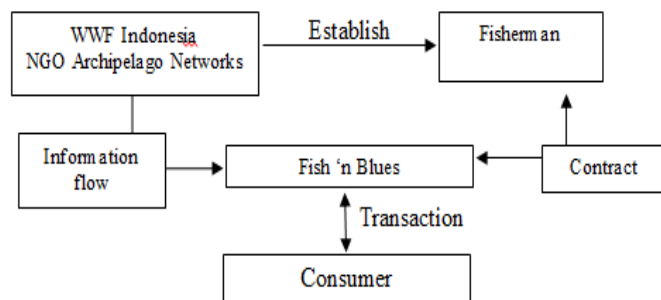 WWF Indonesia
NGO Archipelago Networks
Establish
Fisherman
Information
flow
Fish ‘n Blues
Contract
Transaction
Consumer